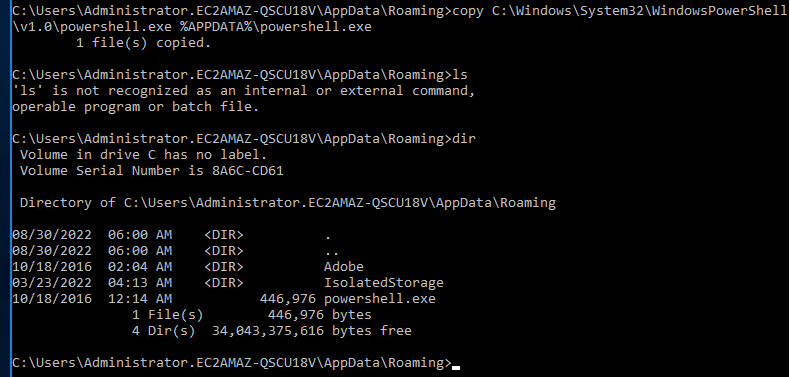 C:\Users\Administrator.EC2AMAZ-QSCU18V\AppData\Roaming>copy C:\Windows\System32\WindowsPowerShell
\v1.0\powershell.exe %APPDATA%\powershell.exe
        1 file(s) copied.
C:\Users\Administrator.EC2AMAZ-QSCU18V\AppData\Roaming>ls
'ls' is not recognized as an internal or external command,
operable program or batch file.
C:\Users\Administrator.EC2AMAZ-QSCU18V\AppData\Roaming>dir
 Volume in drive C has no label.
 Volume Serial Number is 8A6C-CD61
 Directory of C:\Users\Administrator.EC2AMAZ-QSCU18V\AppData\Roaming
08/30/2022  06:00 AM    <DIR>          .
08/30/2022  06:00 AM    <DIR>          ..
10/18/2016  02:04 AM    <DIR>          Adobe
03/23/2022  04:13 AM    <DIR>          IsolatedStorage
10/18/2016  12:14 AM           446,976 powershell.exe
               1 File(s)        446,976 bytes
               4 Dir(s)  34,043,375,616 bytes free
C:\Users\Administrator.EC2AMAZ-QSCU18V\AppData\Roaming>